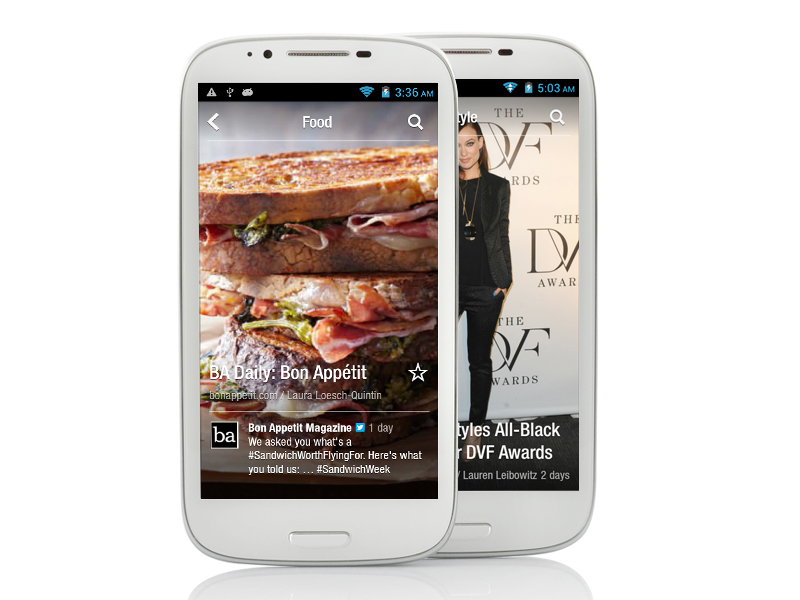 3:36 AM
Food
BA Daily: Bon Appétit
bonappetit.com / Laura Loesch-Quintin
ba
Bon Appetit Magazine 1 day
We asked you what's a
#SandwichWorthFlyingFor. Here's what
you told us: … #SandwichWeek
5:03 AM
tyle
THE
DVF
ARDS
THE
DVF
AWARDS
THE
DVF
WARDS
tyles All-Black
r DVF Awards
/ Lauren Leibowitz 2 days